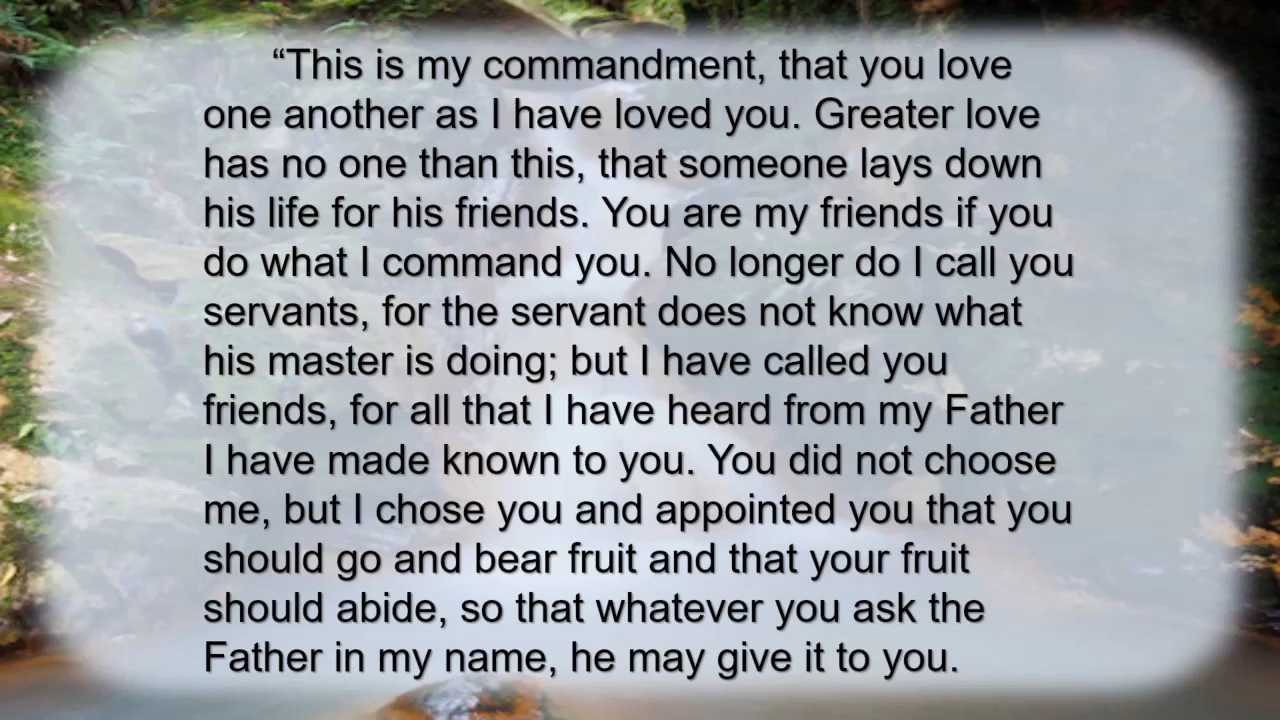 “This is my commandment, that you love
one another as I have loved you. Greater love
has no one than this, that someone lays down
his life for his friends. You are my friends if you
do what I command you. No longer do I call you
servants, for the servant does not know what
his master is doing; but I have called you
friends, for all that I have heard from my Father
I have made known to you. You did not choose
me, but I chose you and appointed you that you
should go and bear fruit and that your fruit
should abide, so that whatever you ask the
Father in my name, he may give it to you.